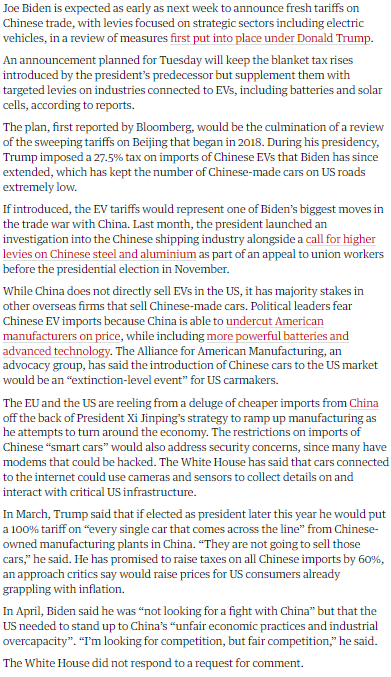 Joe Biden is expected as early as next week to announce fresh tariffs on
Chinese trade, with levies focused on strategic sectors including electric
vehicles, in a review of measures first put into place under Donald Trump.
An announcement planned for Tuesday will keep the blanket tax rises
introduced by the president's predecessor but supplement them with
targeted levies on industries connected to EVs, including batteries and solar
cells, according to reports.
The plan, first reported by Bloomberg, would be the culmination of a review
of the sweeping tariffs on Beijing that began in 2018. During his presidency,
Trump imposed a 27.5% tax on imports of Chinese EVs that Biden has since
extended, which has kept the number of Chinese-made cars on US roads
extremely low.
If introduced, the EV tariffs would represent one of Biden's biggest moves in
the trade war with China. Last month, the president launched an
investigation into the Chinese shipping industry alongside a call for higher
levies on Chinese steel and aluminium as part of an appeal to union workers
before the presidential election in November.
While China does not directly sell EVs in the US, it has majority stakes in
other overseas firms that sell Chinese-made cars. Political leaders fear
Chinese EV imports because China is able to undercut American
manufacturers on price, while including more powerful batteries and
advanced technology. The Alliance for American Manufacturing, an
advocacy group, has said the introduction of Chinese cars to the US market
would be an “extinction-level event” for US carmakers.
The EU and the US are reeling from a deluge of cheaper imports from China
off the back of President Xi Jinping's strategy to ramp up manufacturing as
he attempts to turn around the economy. The restrictions on imports of
Chinese “smart cars” would also address security concerns, since many have
modems that could be hacked. The White House has said that cars connected
to the internet could use cameras and sensors to collect details on and
interact with critical US infrastructure.
In March, Trump said that if elected as president later this year he would put
a 100% tariff on “every single car that comes across the line” from Chinese-
owned manufacturing plants in China. “They are not going to sell those
cars,” he said. He has promised to raise taxes on all Chinese imports by 60%,
an approach critics say would raise prices for US consumers already
grappling with inflation.
In April, Biden said he was “not looking for a fight with China” but that the
US needed to stand up to China's “unfair economic practices and industrial
overcapacity”. “I'm looking for competition, but fair competition,” he said.
The White House did not respond to a request for comment.